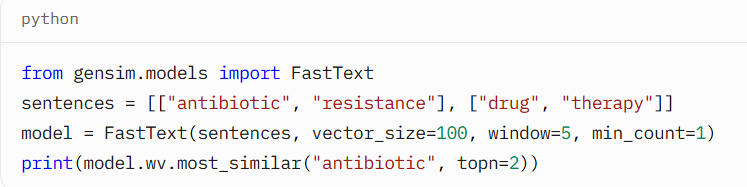 python
from gensim.models import FastText
sentences = [["antibiotic", "resistance"], ["drug", "therapy"]]
model = FastText(sentences, vector_size=100, window=5, min_count=1)
print(model.wv.most_similar("antibiotic", topn=2))